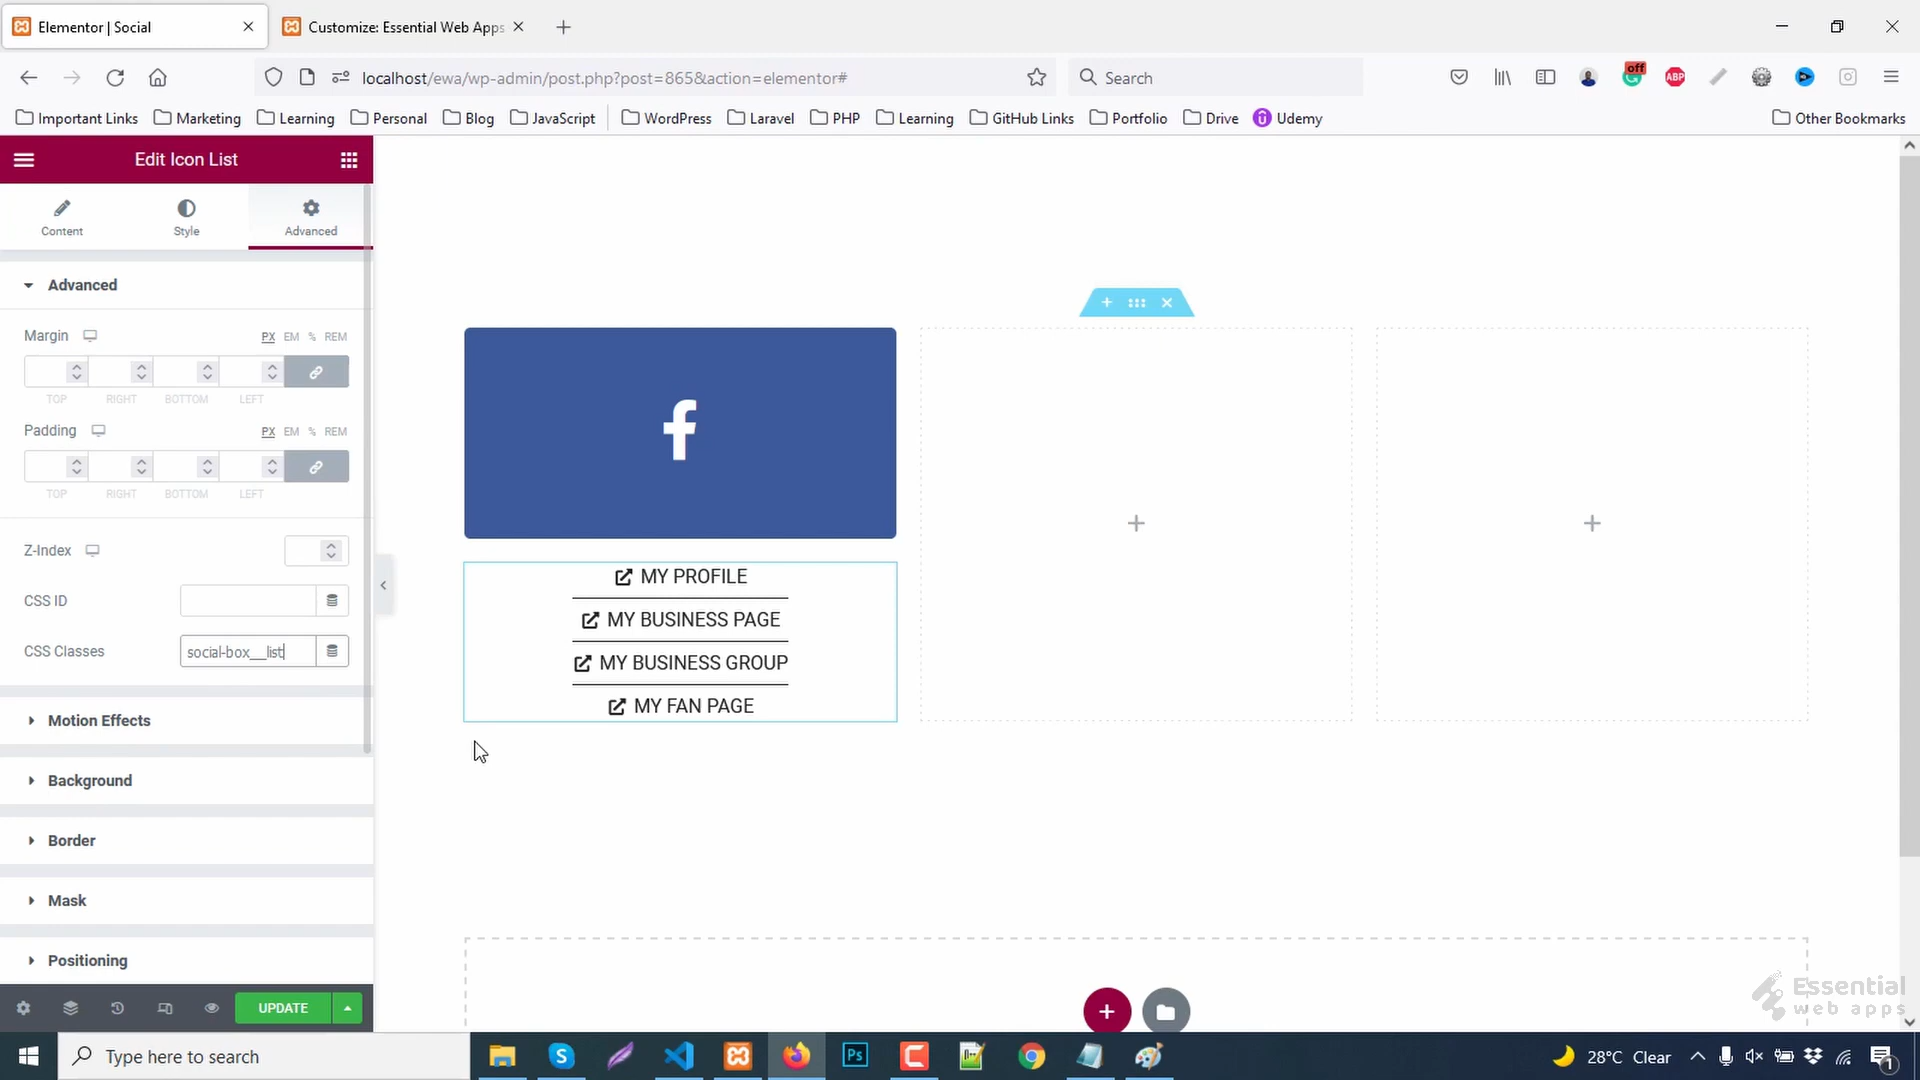 Elementor | Social
Customize: Essential Web Apps
localhost/ewa/wp-admin/post.php?post=865&action=elementor#
Search
off
ABP
Important Links
Marketing
Learning
Personal
Blog
JavaScript
WordPress
Laravel
PHP
Learning
GitHub Links
Portfolio
Drive
Udemy
Other Bookmarks
Edit Icon List
Content
Style
Advanced
Advanced
Margin
PX EM % REM
TOP RIGHT BOTTOM LEFT
Padding
PX EM % REM
TOP RIGHT BOTTOM LEFT
Z-Index
CSS ID
CSS Classes
social-box__list
Motion Effects
Background
Border
Mask
Positioning
UPDATE
MY PROFILE
MY BUSINESS PAGE
MY BUSINESS GROUP
MY FAN PAGE
Essential
web apps
Type here to search
Ps
28°C Clear
1